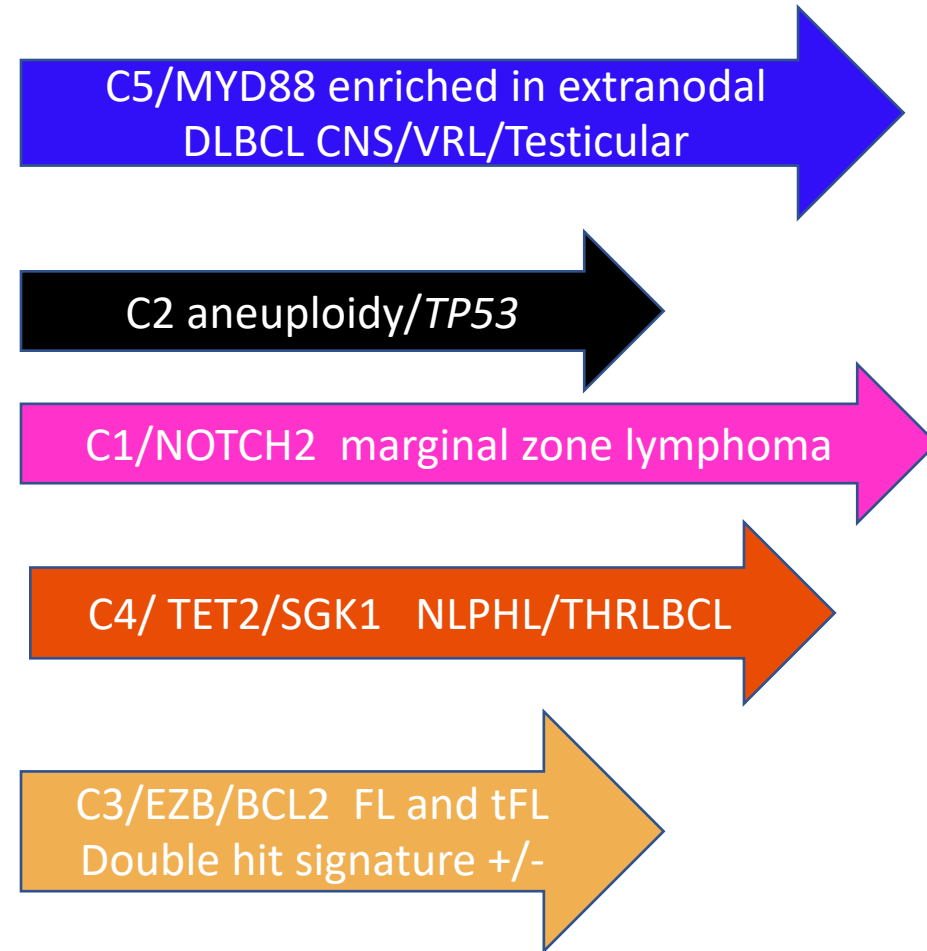 C5/MYD88 enriched in extranodal
DLBCL CNS/VRL/Testicular
C2 aneuploidy/TP53
C1/NOTCH2 marginal zone lymphoma
C4/ TET2/SGK1 NLPHL/THRLBCL
C3/EZB/BCL2 FL and tFL
Double hit signature +/-